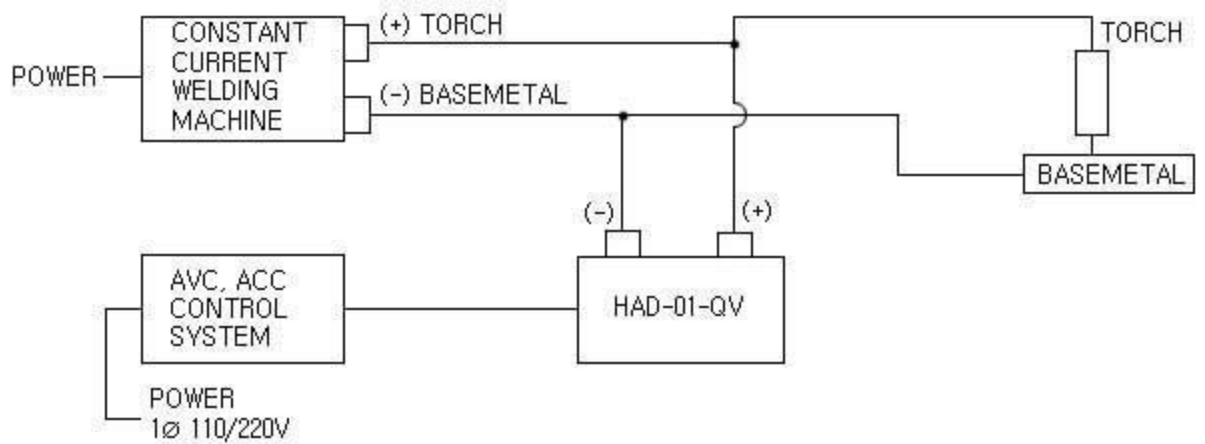 CONSTANT
CURRENT
WELDING
MACHINE
POWER
(+) TORCH
(-) BASEMETAL
TORCH
BASEMETAL
(-)
(+)
HAD-01-QV
AVC, ACC
CONTROL
SYSTEM
POWER
1∅ 110/220V